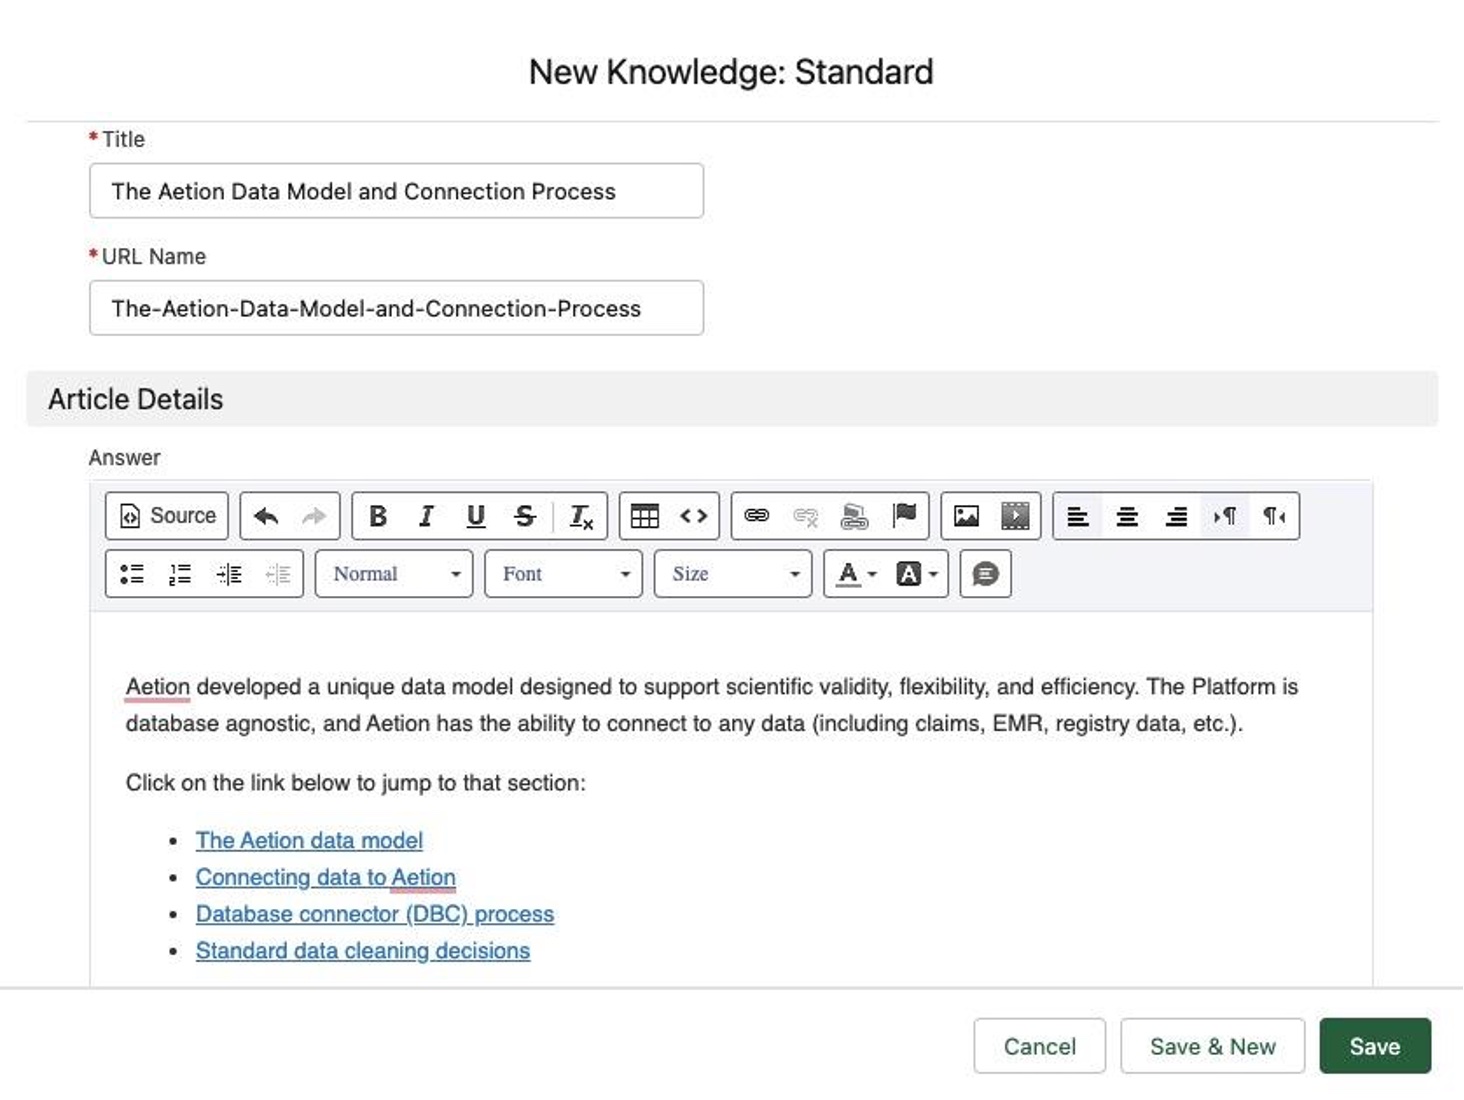 New Knowledge: Standard
* Title
The Aetion Data Model and Connection Process
* URL Name
The-Aetion-Data-Model-and-Connection-Process
Article Details
Answer
Source B I U S Tx
Normal Font Size A A
Aetion developed a unique data model designed to support scientific validity, flexibility, and efficiency. The Platform is
database agnostic, and Aetion has the ability to connect to any data (including claims, EMR, registry data, etc.).
Click on the link below to jump to that section:
• The Aetion data model
• Connecting data to Aetion
• Database connector (DBC) process
• Standard data cleaning decisions
Cancel Save & New Save